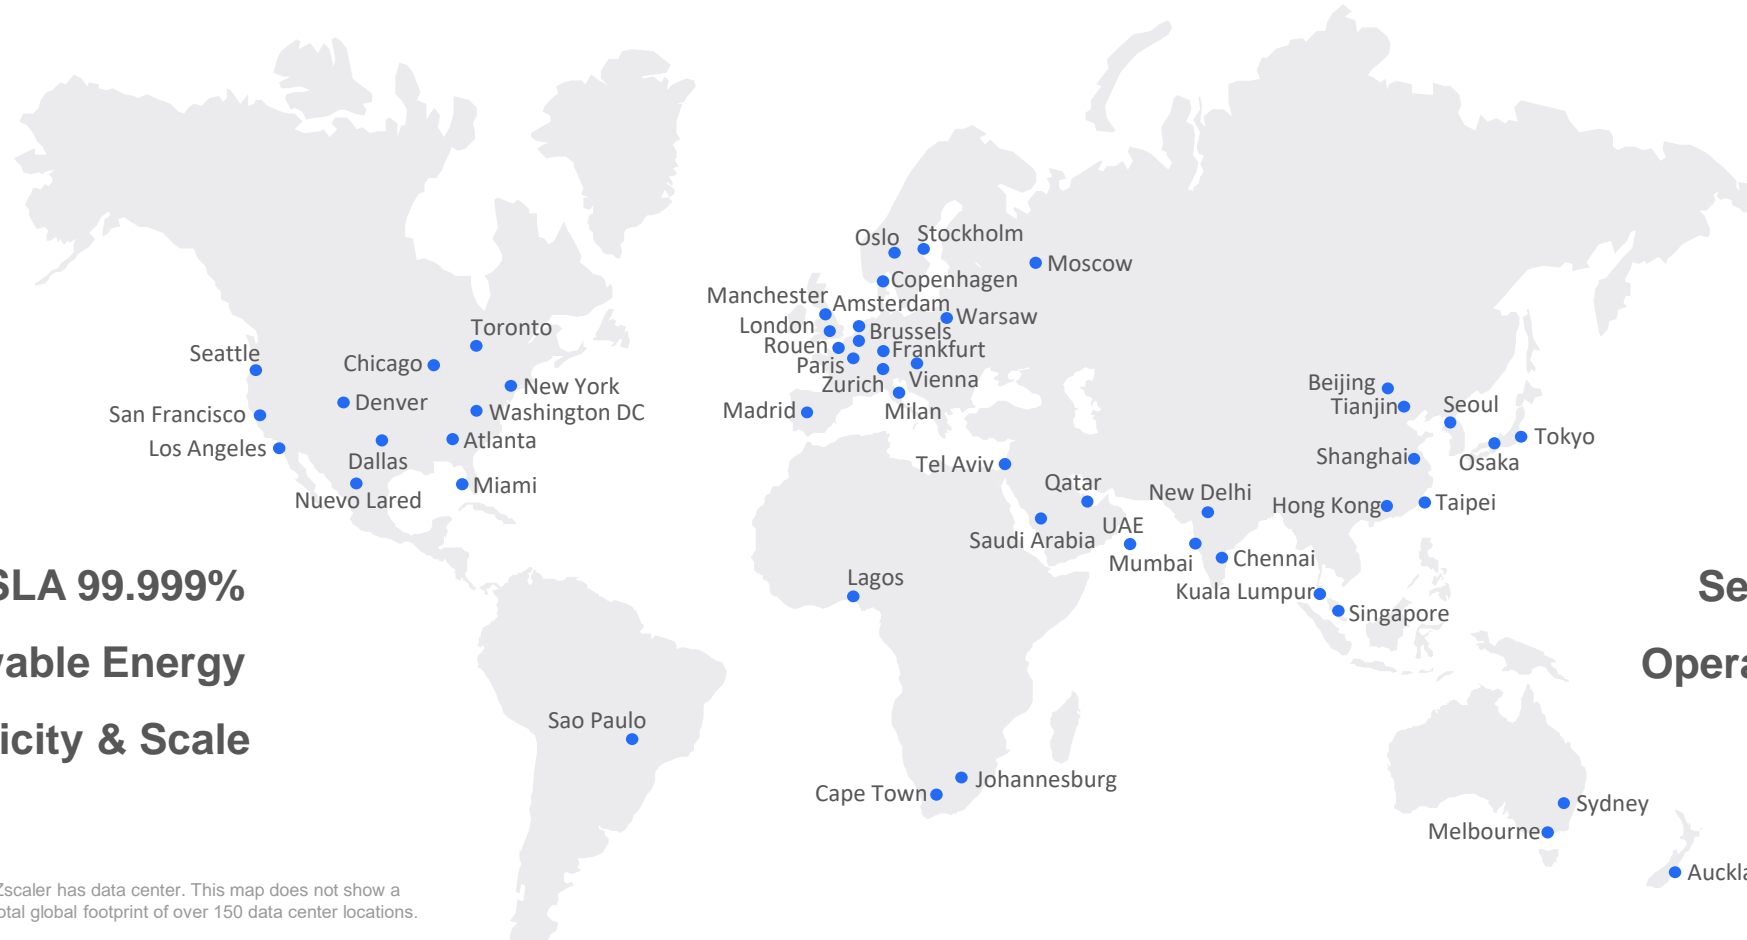 Oslo
Stockholm
Moscow
Copenhagen
Manchester
Amsterdam
Warsaw
London
Brussels
Rouen
Frankfurt
Paris
Zurich
Vienna
Madrid
Milan
Toronto
Seattle
Chicago
New York
Denver
Washington DC
San Francisco
Atlanta
Los Angeles
Dallas
Miami
Nuevo Lared
Beijing
Tianjin
Seoul
Tokyo
Shanghai
Osaka
Tel Aviv
Qatar
New Delhi
Hong Kong
Taipei
UAE
Saudi Arabia
Mumbai
Chennai
Kuala Lumpur
Singapore
Lagos
SLA 99.999%
vable Energy
icity & Scale
Se
Opera
Sao Paulo
Johannesburg
Cape Town
Sydney
Melbourne
Auckla
Zscaler has data center. This map does not show a
otal global footprint of over 150 data center locations.